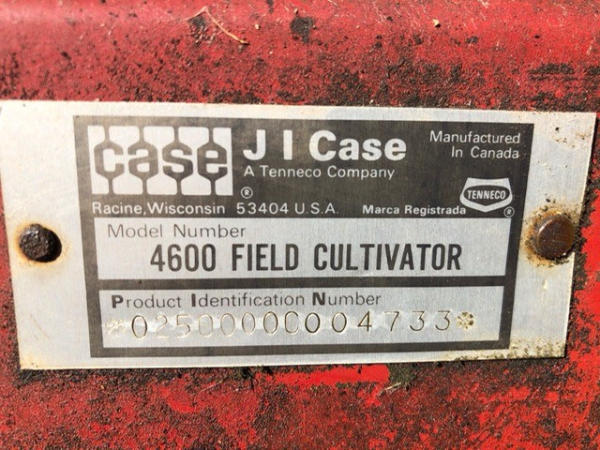 case
J I Case
A Tenneco Company
Manufactured
In Canada
TENNECO
®
®
Racine, Wisconsin 53404 U.S.A.
Marca Registrada
Model Number
4600 FIELD CULTIVATOR
Product Identification Number
*02500000C004733*